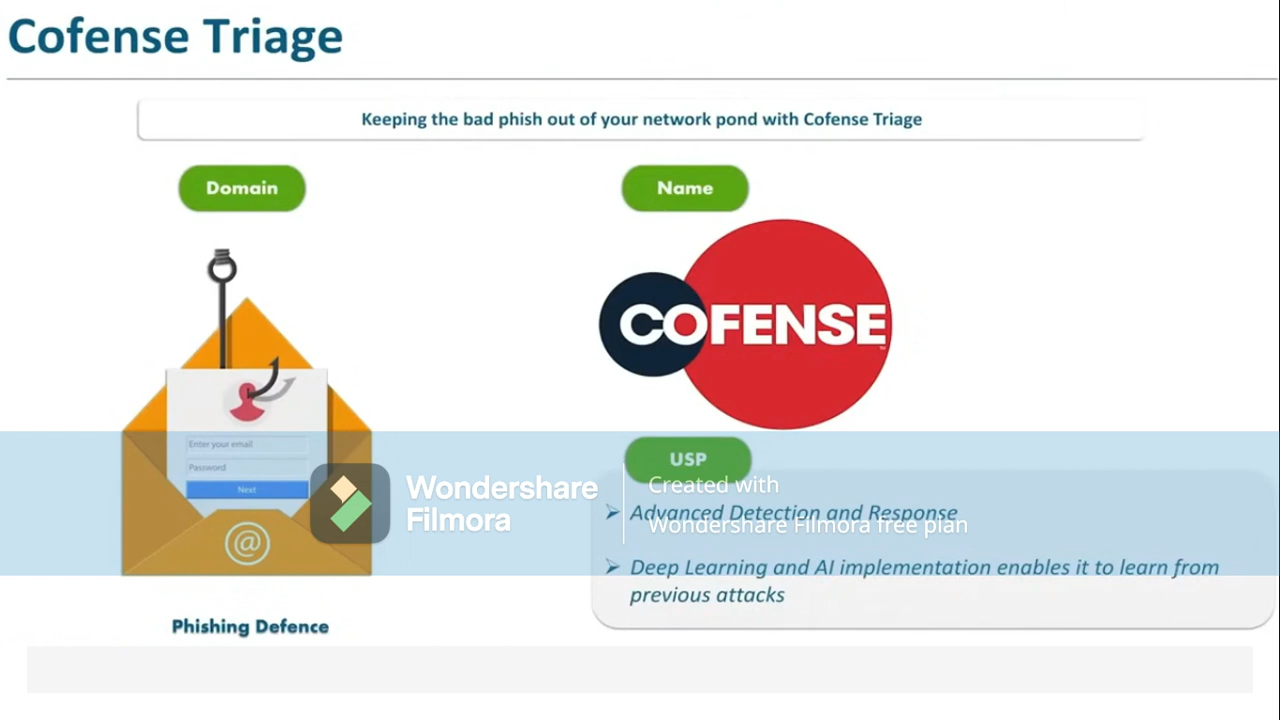 Cofense Triage
Keeping the bad phish out of your network pond with Cofense Triage
Domain
Name
COFENSE
Enter your email
Password
Next
@
Phishing Defence
USP
Advanced Detection and Response
Deep Learning and AI implementation enables it to learn from
previous attacks
Wondershare
Filmora
Created with
Wondershare Filmora free plan